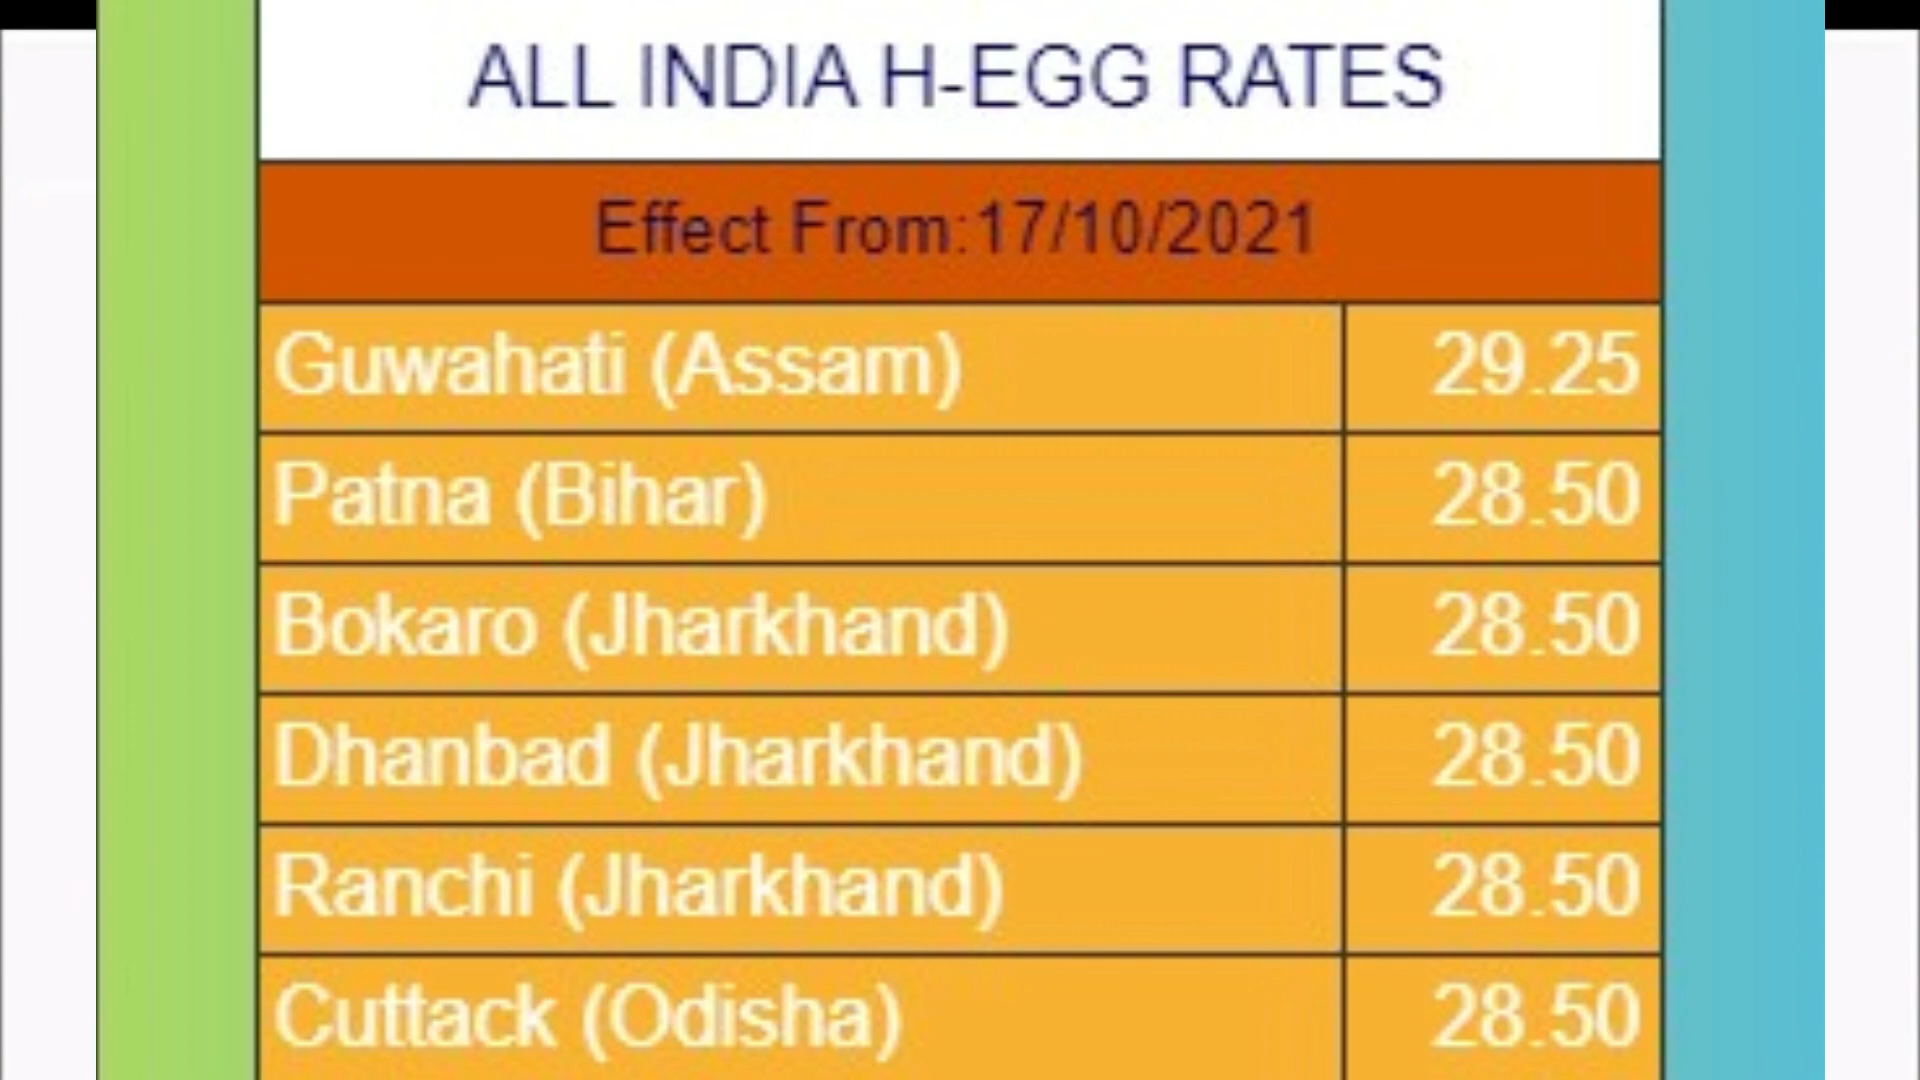 ALL INDIA H-EGG RATES
Effect From:17/10/2021
Guwahati (Assam) 29.25
Patna (Bihar) 28.50
Bokaro (Jharkhand) 28.50
Dhanbad (Jharkhand) 28.50
Ranchi (Jharkhand) 28.50
Cuttack (Odisha) 28.50